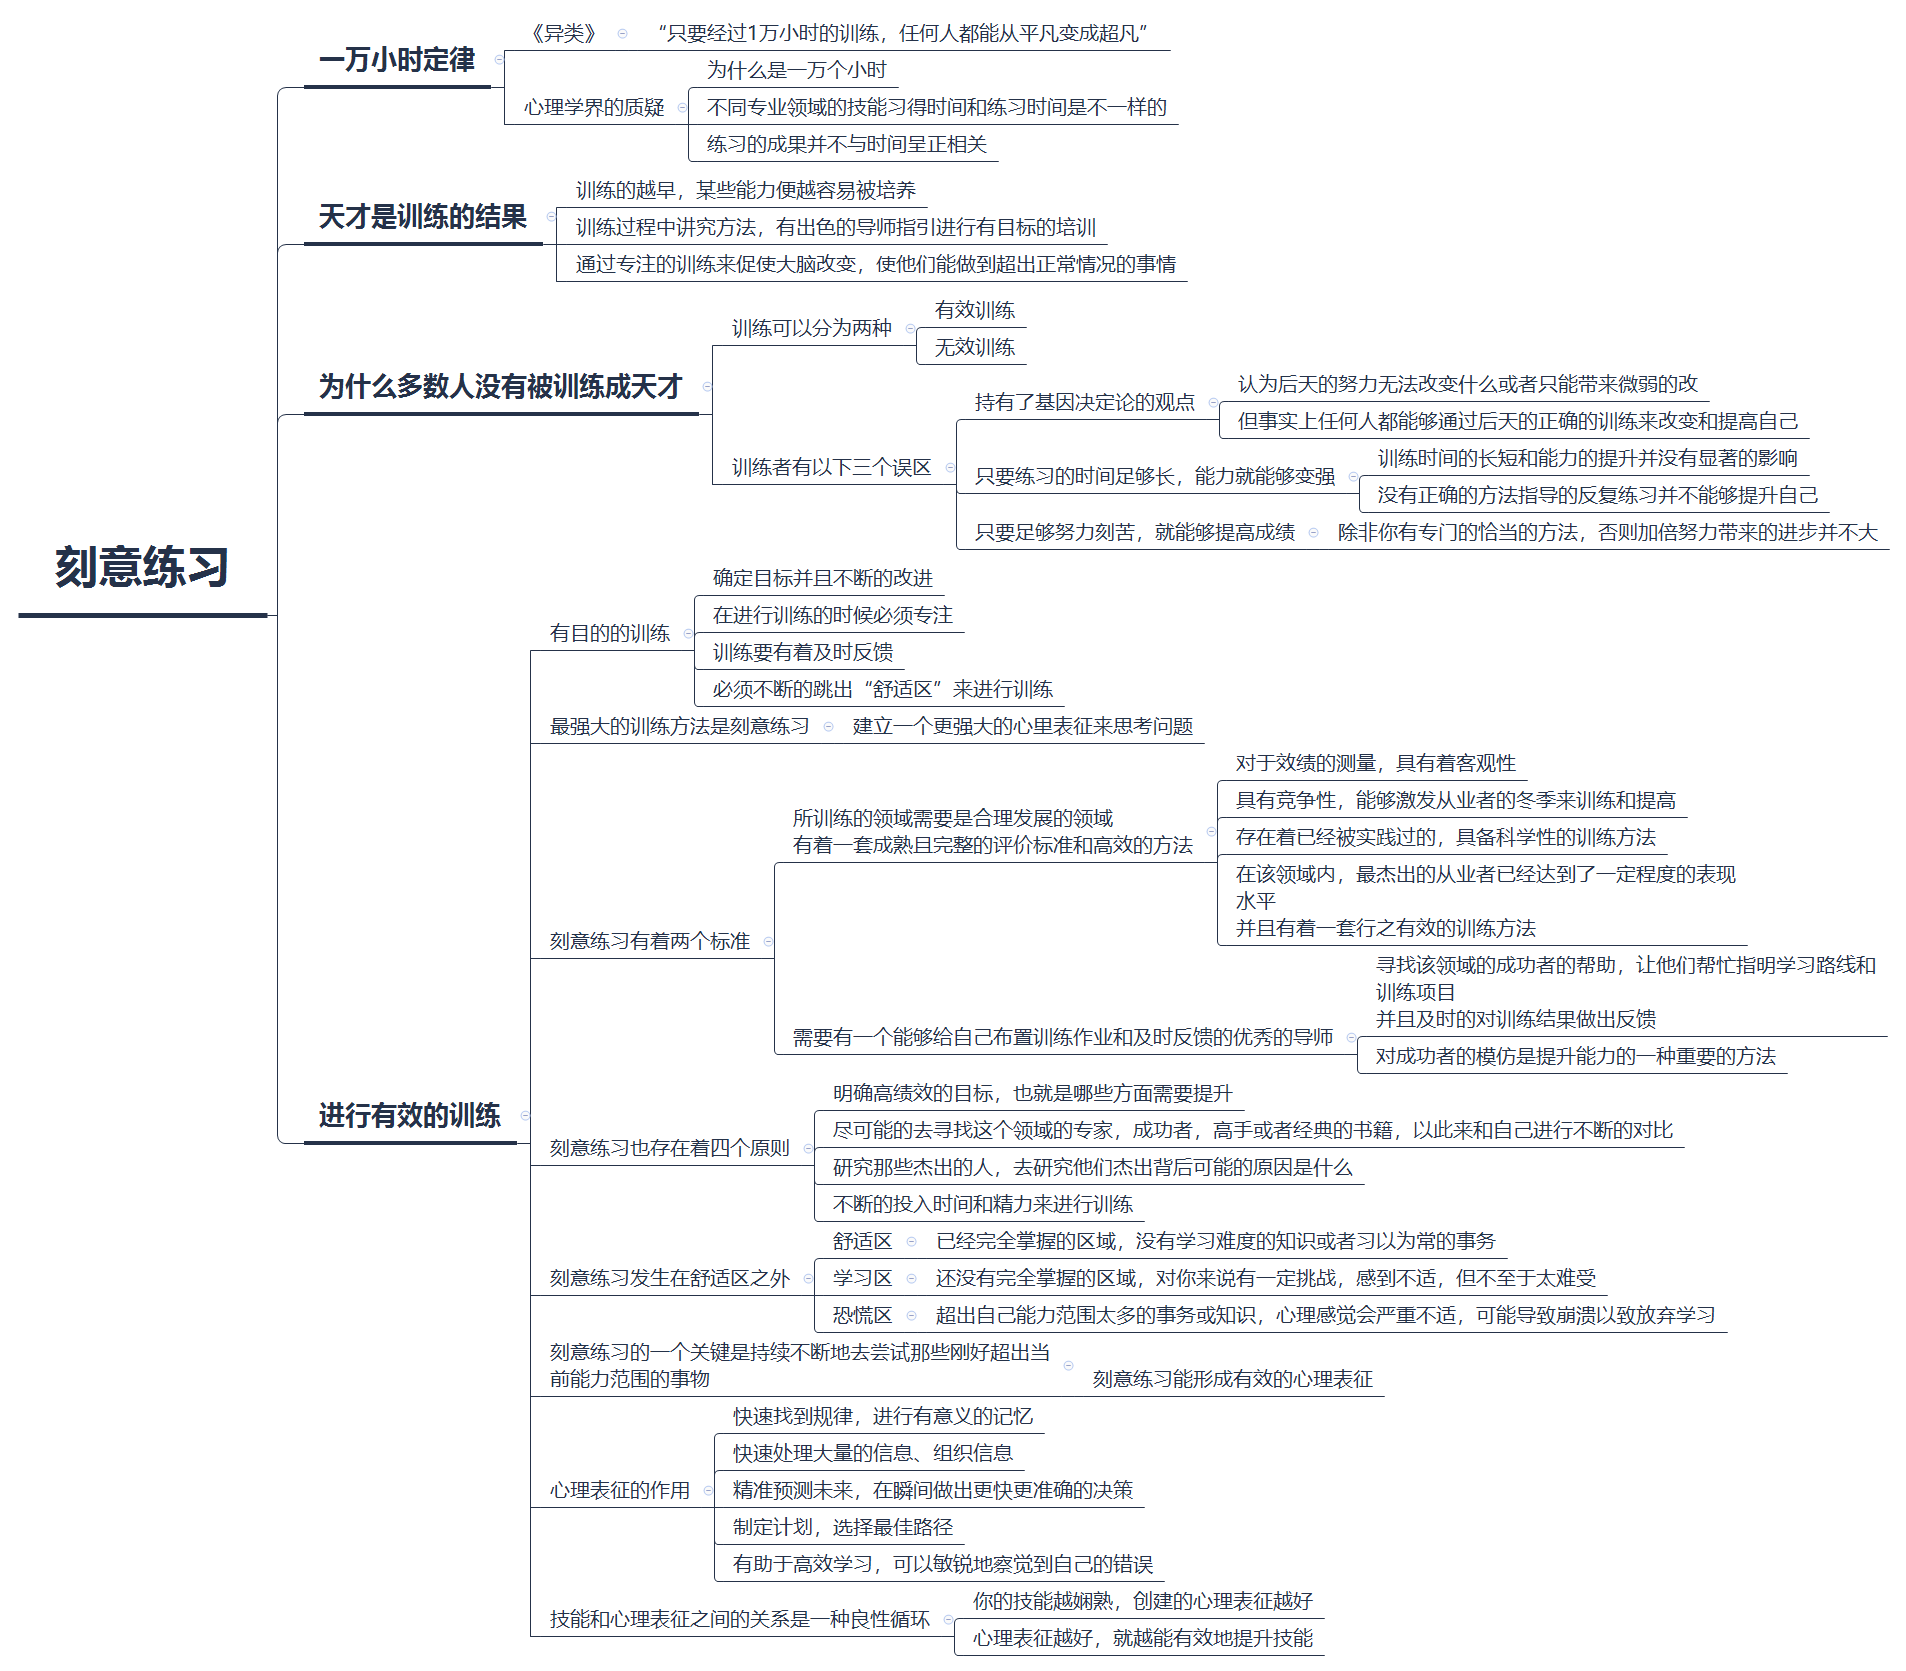 刻意练习
一万小时定律
《异类》
“只要经过1万小时的训练，任何人都能从平凡变成超凡”
心理学界的质疑
为什么是一万个小时
不同专业领域的技能习得时间和练习时间是不一样的
练习的成果并不与时间呈正相关
天才是训练的结果
训练的越早，某些能力便越容易被培养
训练过程中讲究方法，有出色的导师指引进行有目标的培训
通过专注的训练来促使大脑改变，使他们能做到超出正常情况的事情
为什么多数人没有被训练成天才
训练可以分为两种
有效训练
无效训练
训练者有以下三个误区
持有了基因决定论的观点
认为后天的努力无法改变什么或者只能带来微弱的改
但事实上任何人都能够通过后天的正确的训练来改变和提高自己
只要练习的时间足够长，能力就能够变强
训练时间的长短和能力的提升并没有显著的影响
没有正确的方法指导的反复练习并不能够提升自己
只要足够努力刻苦，就能够提高成绩
除非你有专门的恰当的方法，否则加倍努力带来的进步并不大
进行有效的训练
有目的的训练
确定目标并且不断的改进
在进行训练的时候必须专注
训练要有着及时反馈
必须不断的跳出“舒适区”来进行训练
最强大的训练方法是刻意练习
建立一个更强大的心里表征来思考问题
刻意练习有着两个标准
所训练的领域需要是合理发展的领域
有着一套成熟且完整的评价标准和高效的方法
对于效绩的测量，具有着客观性
具有竞争性，能够激发从业者的冬季来训练和提高
存在着已经被实践过的，具备科学性的训练方法
在该领域内，最杰出的从业者已经达到了一定程度的表现
水平
并且有着一套行之有效的训练方法
需要有一个能够给自己布置训练作业和及时反馈的优秀的导师
寻找该领域的成功者的帮助，让他们帮忙指明学习路线和
训练项目
并且及时的对训练结果做出反馈
对成功者的模仿是提升能力的一种重要的方法
刻意练习也存在着四个原则
明确高绩效的目标，也就是哪些方面需要提升
尽可能的去寻找这个领域的专家，成功者，高手或者经典的书籍，以此来和自己进行不断的对比
研究那些杰出的人，去研究他们杰出背后可能的原因是什么
不断的投入时间和精力来进行训练
刻意练习发生在舒适区之外
舒适区
已经完全掌握的区域，没有学习难度的知识或者习以为常的事务
学习区
还没有完全掌握的区域，对你来说有一定挑战，感到不适，但不至于太难受
恐慌区
超出自己能力范围太多的事务或知识，心理感觉会严重不适，可能导致崩溃以致放弃学习
刻意练习的一个关键是持续不断地去尝试那些刚好超出当
前能力范围的事物
刻意练习能形成有效的心理表征
心理表征的作用
快速找到规律，进行有意义的记忆
快速处理大量的信息、组织信息
精准预测未来，在瞬间做出更快更准确的决策
制定计划，选择最佳路径
有助于高效学习，可以敏锐地察觉到自己的错误
技能和心理表征之间的关系是一种良性循环
你的技能越娴熟，创建的心理表征越好
心理表征越好，就越能有效地提升技能